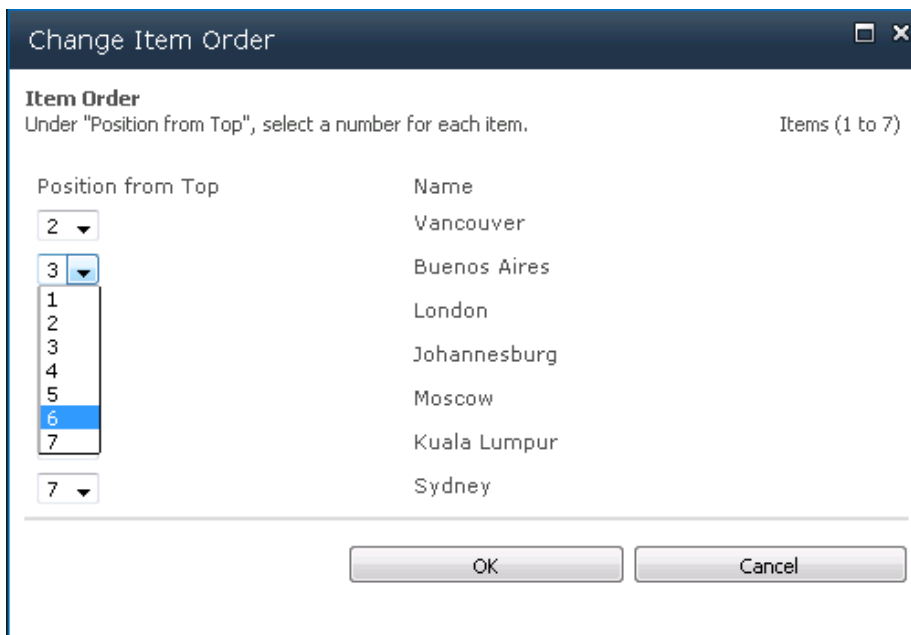 Change Item Order
Item Order
Under "Position from Top", select a number for each item. Items (1 to 7)
Position from Top Name
2 Vancouver
3 Buenos Aires
1
2 London
3
4 Johannesburg
5 Moscow
6
7 Kuala Lumpur
7 Sydney
OK Cancel